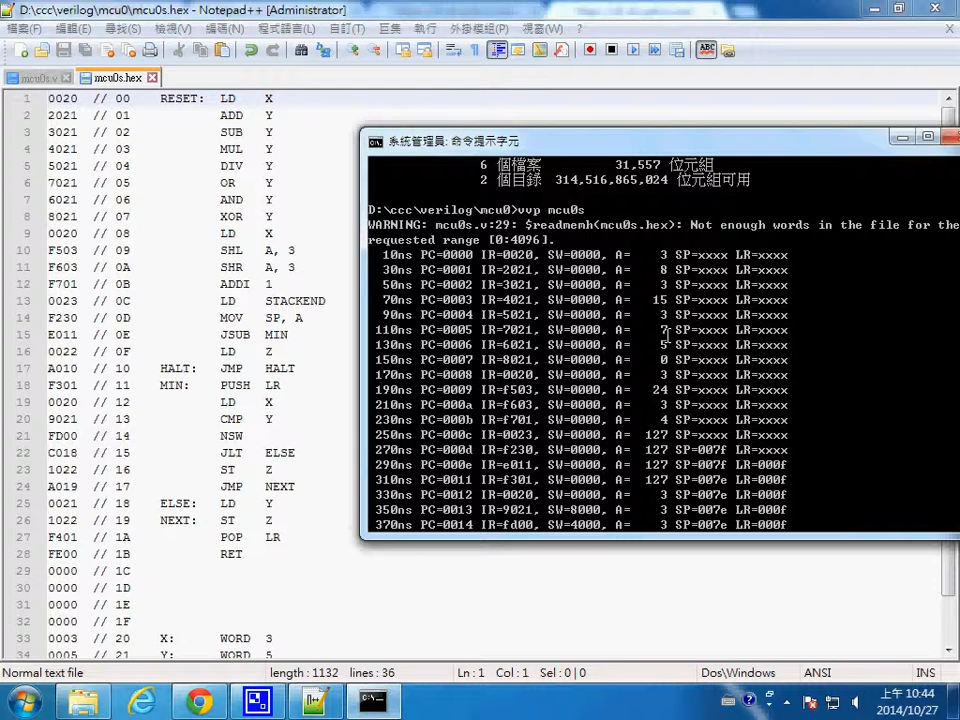 D:\ccc\verilog\mcu0\mcu0s.hex - Notepad++ [Administrator]
檔案(F) 編輯(E) 尋找(S) 檢視(V) 編碼(N) 程式語言(L) 自訂(T) 巨集 執行 外掛模組(P) 視窗(W) ? X
mcu0s.v mcu0s.hex
1 0020 // 00 RESET: LD X
2 2021 // 01 ADD Y
3 3021 // 02 SUB Y
4 4021 // 03 MUL Y
5 5021 // 04 DIV Y
6 7021 // 05 OR Y
7 6021 // 06 AND Y
8 8021 // 07 XOR Y
9 0020 // 08 LD X
10 F503 // 09 SHL A, 3
11 F603 // 0A SHR A, 3
12 F701 // 0B ADDI 1
13 0023 // 0C LD STACKEND
14 F230 // 0D MOV SP, A
15 E011 // 0E JSUB MIN
16 0022 // 0F LD Z
17 A010 // 10 HALT: JMP HALT
18 F301 // 11 MIN: PUSH LR
19 0020 // 12 LD X
20 9021 // 13 CMP Y
21 FD00 // 14 NSW
22 C018 // 15 JLT ELSE
23 1022 // 16 ST Z
24 A019 // 17 JMP NEXT
25 0021 // 18 ELSE: LD Y
26 1022 // 19 NEXT: ST Z
27 F401 // 1A POP LR
28 FE00 // 1B RET
29 0000 // 1C
30 0000 // 1D
31 0000 // 1E
32 0000 // 1F
33 0003 // 20 X: WORD 3
34 0005 // 21 Y: WORD 5
系統管理員: 命令提示字元
6 個檔案 31,557 位元組
2 個目錄 314,516,865,024 位元組可用
D:\ccc\verilog\mcu0>vvp mcu0s
WARNING: mcu0s.v:29: $readmemh(mcu0s.hex): Not enough words in the file for the
requested range [0:4096].
10ns PC=0000 IR=0020, SW=0000, A= 3 SP=xxxx LR=xxxx
30ns PC=0001 IR=2021, SW=0000, A= 8 SP=xxxx LR=xxxx
50ns PC=0002 IR=3021, SW=0000, A= 3 SP=xxxx LR=xxxx
70ns PC=0003 IR=4021, SW=0000, A= 15 SP=xxxx LR=xxxx
90ns PC=0004 IR=5021, SW=0000, A= 3 SP=xxxx LR=xxxx
110ns PC=0005 IR=7021, SW=0000, A= 7 SP=xxxx LR=xxxx
130ns PC=0006 IR=6021, SW=0000, A= 5 SP=xxxx LR=xxxx
150ns PC=0007 IR=8021, SW=0000, A= 0 SP=xxxx LR=xxxx
170ns PC=0008 IR=0020, SW=0000, A= 3 SP=xxxx LR=xxxx
190ns PC=0009 IR=f503, SW=0000, A= 24 SP=xxxx LR=xxxx
210ns PC=000a IR=f603, SW=0000, A= 3 SP=xxxx LR=xxxx
230ns PC=000b IR=f701, SW=0000, A= 4 SP=xxxx LR=xxxx
250ns PC=000c IR=0023, SW=0000, A= 127 SP=xxxx LR=xxxx
270ns PC=000d IR=f230, SW=0000, A= 127 SP=007f LR=xxxx
290ns PC=000e IR=e011, SW=0000, A= 127 SP=007f LR=000f
310ns PC=0011 IR=f301, SW=0000, A= 127 SP=007e LR=000f
330ns PC=0012 IR=0020, SW=0000, A= 3 SP=007e LR=000f
350ns PC=0013 IR=9021, SW=8000, A= 3 SP=007e LR=000f
370ns PC=0014 IR=fd00, SW=4000, A= 3 SP=007e LR=000f
Normal text file length : 1132 lines : 36 Ln : 1 Col : 1 Sel : 0 | 0 Dos\Windows ANSI INS
上午 10:44
2014/10/27